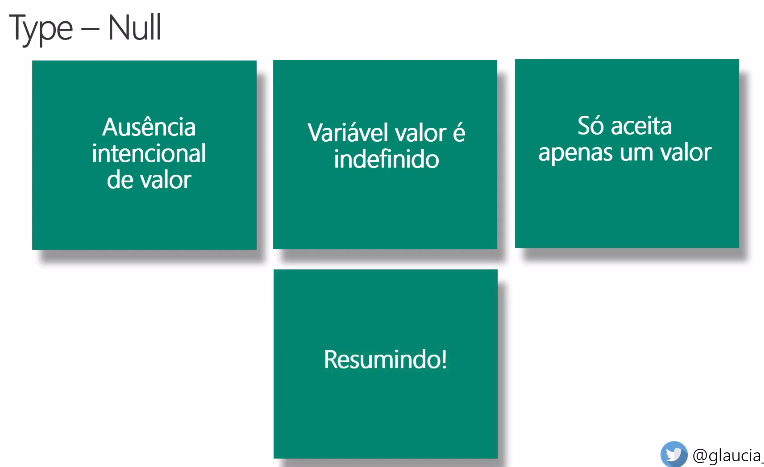 Type – Null
Ausência
intencional
de valor
Variável valor é
indefinido
Só aceita
apenas um valor
Resumindo!
@glaucia_